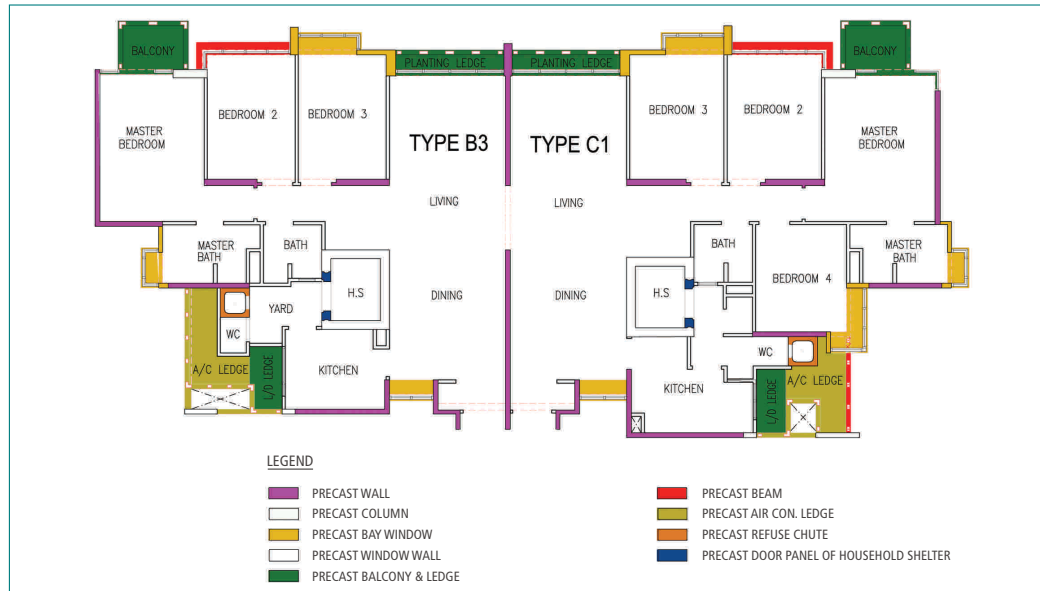 BALCONY
PLANTING LEDGE
PLANTING LEDGE
BALCONY
BEDROOM 2
BEDROOM 3
BEDROOM 3
BEDROOM 2
MASTER
BEDROOM
TYPE B3
TYPE C1
MASTER
BEDROOM
LIVING
LIVING
MASTER
BATH
BATH
BATH
MASTER
BATH
BEDROOM 4
H.S
DINING
DINING
H.S
YARD
WC
WC
A/C LEDGE
L/D LEDGE
KITCHEN
KITCHEN
L/D LEDGE
A/C LEDGE
LEGEND
PRECAST WALL
PRECAST COLUMN
PRECAST BAY WINDOW
PRECAST WINDOW WALL
PRECAST BALCONY & LEDGE
PRECAST BEAM
PRECAST AIR CON. LEDGE
PRECAST REFUSE CHUTE
PRECAST DOOR PANEL OF HOUSEHOLD SHELTER